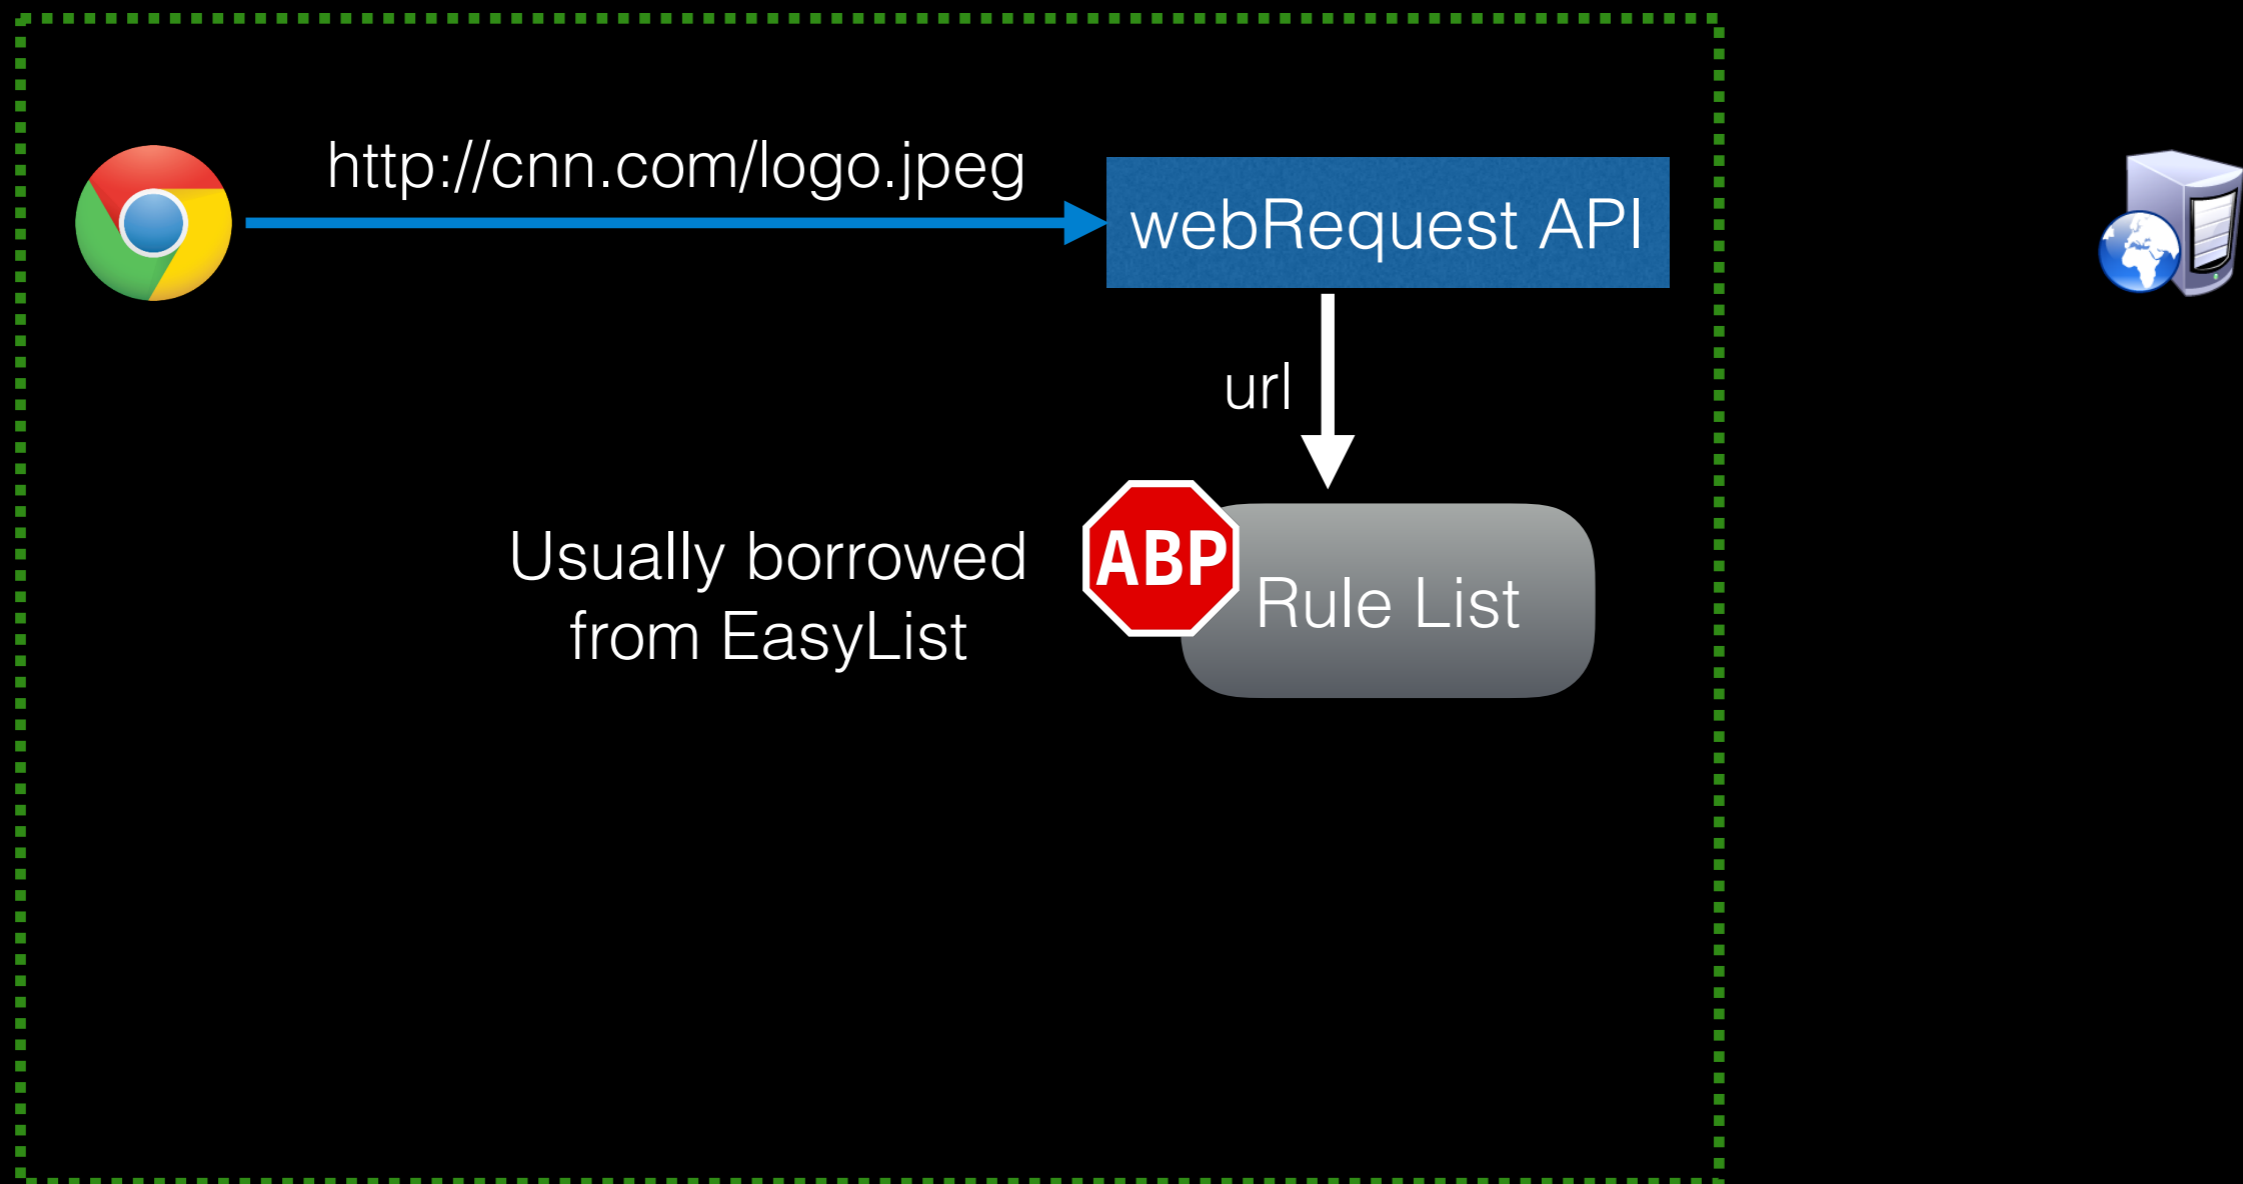 http://cnn.com/logo.jpeg
webRequest API
url
Usually borrowed
from EasyList
ABP
Rule List